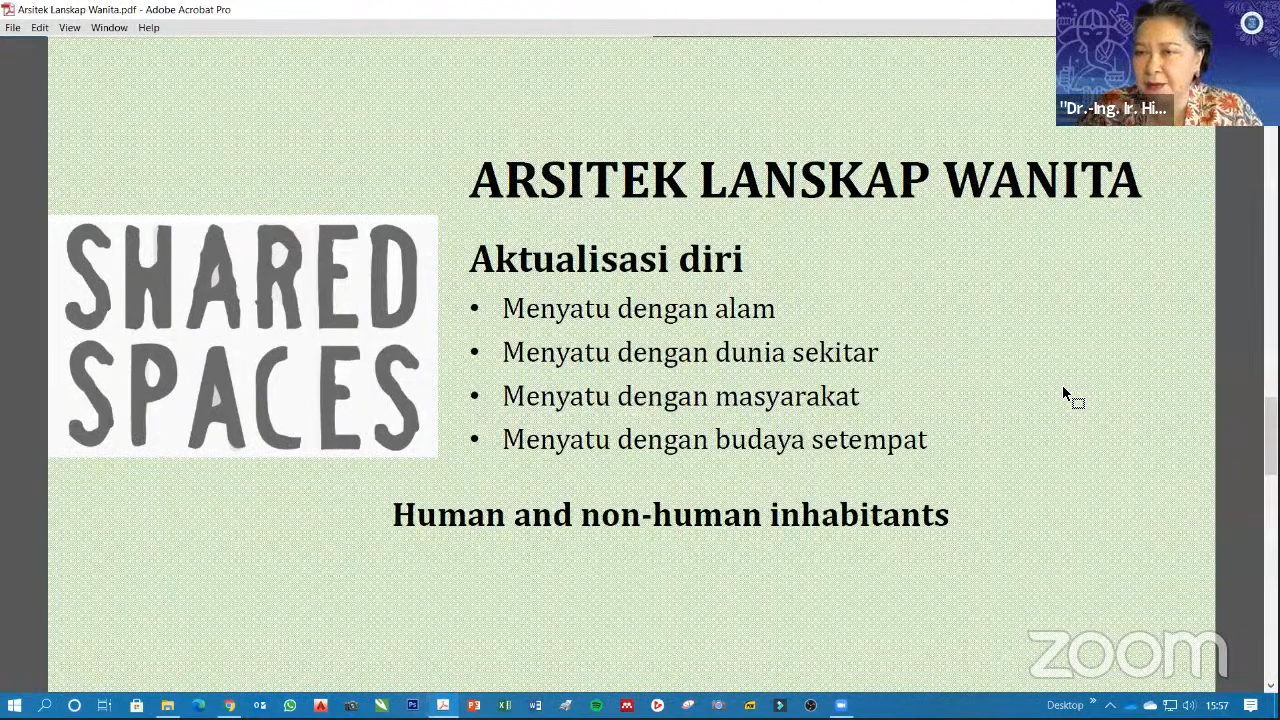 Arsitek Lanskap Wanita.pdf - Adobe Acrobat Pro
File Edit View Window Help
"Dr.-Ing. Ir. Hi...
ARSITEK LANSKAP WANITA
SHARED
SPACES
Aktualisasi diri
• Menyatu dengan alam
• Menyatu dengan dunia sekitar
• Menyatu dengan masyarakat
• Menyatu dengan budaya setempat
Human and non-human inhabitants
zoom
Desktop
15:57